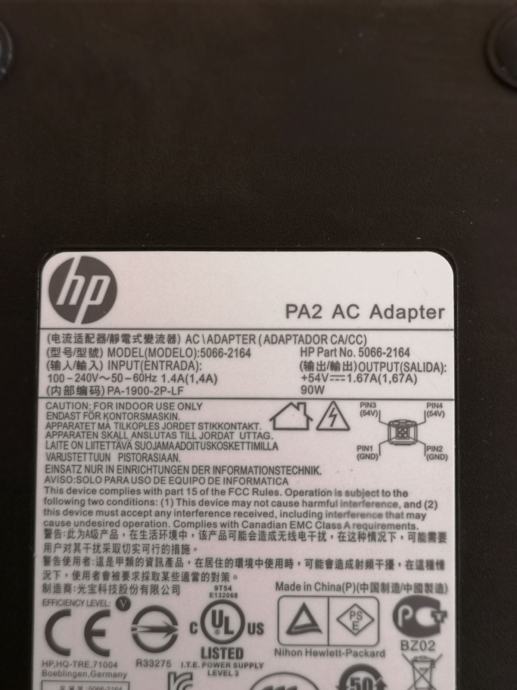 hp
PA2 AC Adapter
(电流适配器/靜電式變流器) AC\ADAPTER (ADAPTADOR CA/CC)
(型号/型號) MODEL(MODELO):5066-2164 HP Part No. 5066-2164
(输入/輸入) INPUT(ENTRADA): (输出/輸出)OUTPUT(SALIDA):
100-240V~50-60Hz 1.4A(1,4A) +54V⎓1.67A(1,67A)
(内部编码) PA-1900-2P-LF 90W
CAUTION: FOR INDOOR USE ONLY
ENDAST FÖR KONTORSMASKIN.
APPARATET MÅ TILKOPLES JORDET STIKKONTAKT.
APPARATEN SKALL ANSLUTAS TILL JORDAT UTTAG.
LAITE ON LIITETTÄVÄ SUOJAMAADOITUSKOSKETTIMILLA
VARUSTETTUUN PISTORASIAAN.
EINSATZ NUR IN EINRICHTUNGEN DER INFORMATIONSTECHNIK.
AVISO:SOLO PARA USO DE EQUIPO DE INFORMATICA
PIN3 (54V)
PIN4 (54V)
PIN1 (GND)
PIN2 (GND)
This device complies with part 15 of the FCC Rules. Operation is subject to the
following two conditions: (1) This device may not cause harmful interference, and (2)
this device must accept any interference received, including interference that may
cause undesired operation. Complies with Canadian EMC Class A requirements.
警告:此为A级产品，在生活环境中，该产品可能会造成无线电干扰，在这种情况下，可能需要
用户对其干扰采取切实可行的措施。
警告使用者:這是甲類的資訊產品，在居住的環境中使用時，可能會造成射頻干擾，在這種情
況下，使用者會被要求採取某些適當的對策。
制造商:光宝科技股份有限公司 Made in China(P)(中国制造/中國製造)
EFFICIENCY LEVEL: V
9T54
E132068
C UL US
LISTED
I.T.E. POWER SUPPLY
LEVEL 3
CE
R33275
HP,HQ-TRE,71004
Boeblingen,Germany
PS
E
Nihon Hewlett-Packard
BZ02
5066-2164
50